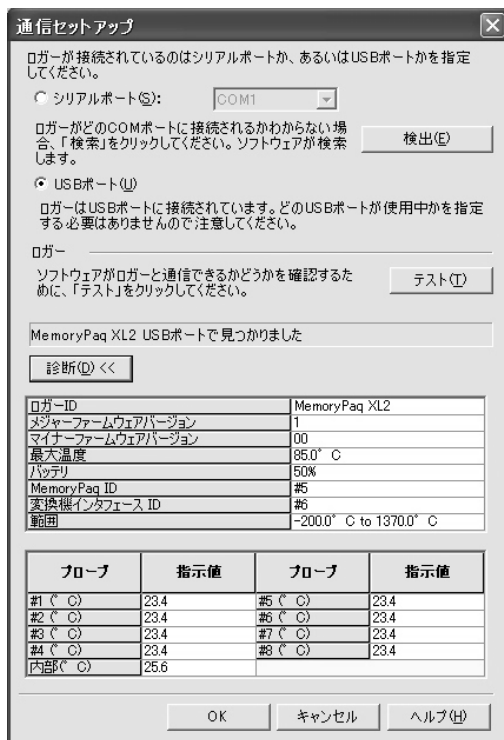 通信セットアップ
ロガーが接続されているのはシリアルポートか、あるいはUSBポートかを指定
してください。
シリアルポート(S): COM1
ロガーがどのCOMポートに接続されるかわからない場
合、「検索」をクリックしてください。ソフトウェアが検索
します。
検出(E)
USBポート(U)
ロガーはUSBポートに接続されています。どのUSBポートが使用中かを指定
する必要はありませんので注意してください。
ロガー
ソフトウェアがロガーと通信できるかどうかを確認するた
めに、「テスト」をクリックしてください。
テスト(T)
MemoryPaq XL2 USBポートで見つかりました
診断(D) <<
ロガーID MemoryPaq XL2
メジャーファームウェアバージョン 1
マイナーファームウェアバージョン 00
最大温度 85.0° C
バッテリ 50%
MemoryPaq ID #5
変換機インタフェース ID #6
範囲 -200.0° C to 1370.0° C
プローブ 指示値 プローブ 指示値
#1 (° C) 23.4 #5 (° C) 23.4
#2 (° C) 23.4 #6 (° C) 23.4
#3 (° C) 23.4 #7 (° C) 23.4
#4 (° C) 23.4 #8 (° C) 23.4
内部(° C) 25.6
OK キャンセル ヘルプ(H)